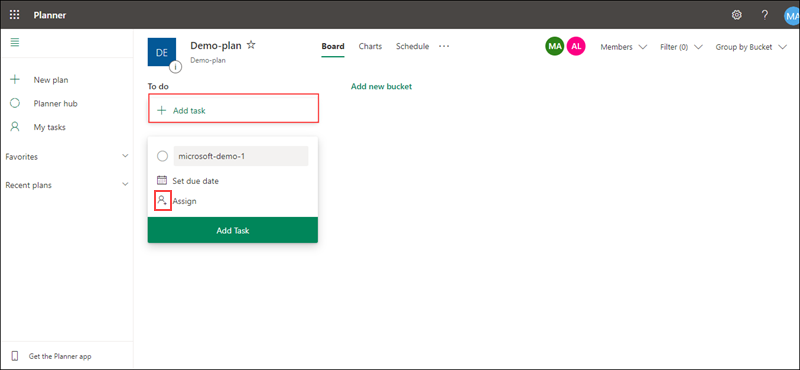 Planner
MA
New plan
Planner hub
My tasks
Favorites
Recent plans
Get the Planner app
DE
Demo-plan
Demo-plan
Board Charts Schedule ...
MA AL Members Filter (0) Group by Bucket
To do
Add new bucket
+ Add task
microsoft-demo-1
Set due date
Assign
Add Task